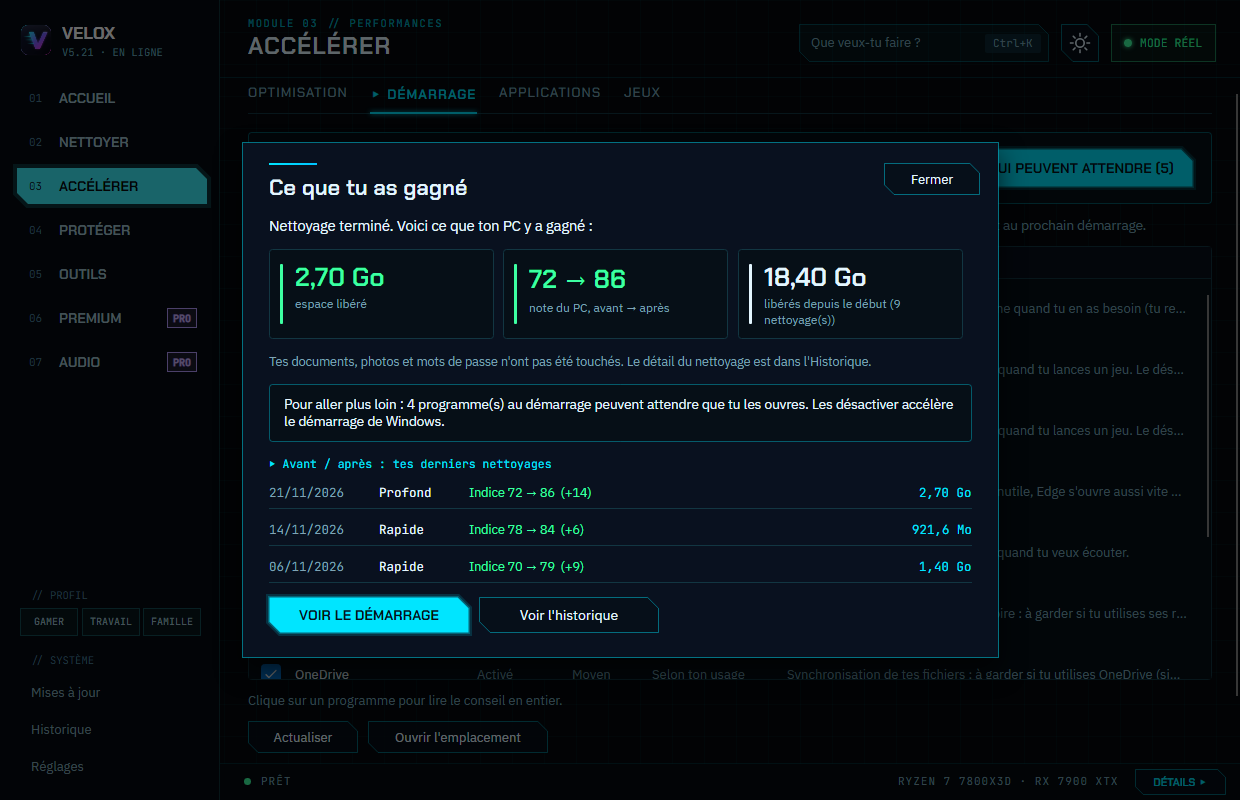 VELOX
V5.21 · EN LIGNE
01 ACCUEIL
02 NETTOYER
03 ACCÉLÉRER
04 PROTÉGER
05 OUTILS
06 PREMIUM PRO
07 AUDIO PRO
// PROFIL
GAMER TRAVAIL FAMILLE
// SYSTÈME
Mises à jour
Historique
Réglages
MODULE 03 // PERFORMANCES
ACCÉLÉRER
Que veux-tu faire ? Ctrl+K
MODE RÉEL
OPTIMISATION ▸ DÉMARRAGE APPLICATIONS JEUX
UI PEUVENT ATTENDRE (5)
au prochain démarrage.
Ce que tu as gagné
Fermer
Nettoyage terminé. Voici ce que ton PC y a gagné :
2,70 Go
espace libéré
72 → 86
note du PC, avant → après
18,40 Go
libérés depuis le début (9
nettoyage(s))
Tes documents, photos et mots de passe n'ont pas été touchés. Le détail du nettoyage est dans l'Historique.
Pour aller plus loin : 4 programme(s) au démarrage peuvent attendre que tu les ouvres. Les désactiver accélère
le démarrage de Windows.
▸ Avant / après : tes derniers nettoyages
21/11/2026 Profond Indice 72 → 86 (+14) 2,70 Go
14/11/2026 Rapide Indice 78 → 84 (+6) 921,6 Mo
06/11/2026 Rapide Indice 70 → 79 (+9) 1,40 Go
VOIR LE DÉMARRAGE Voir l'historique
ne quand tu en as besoin (tu re...
quand tu lances un jeu. Le dés...
quand tu lances un jeu. Le dés...
nutile, Edge s'ouvre aussi vite ...
quand tu veux écouter.
ire : à garder si tu utilises ses r...
OneDrive Activé Moyen Selon ton usage Synchronisation de tes fichiers : à garder si tu utilises OneDrive (si...
Clique sur un programme pour lire le conseil en entier.
Actualiser Ouvrir l'emplacement
PRÊT
RYZEN 7 7800X3D · RX 7900 XTX
DÉTAILS ▸